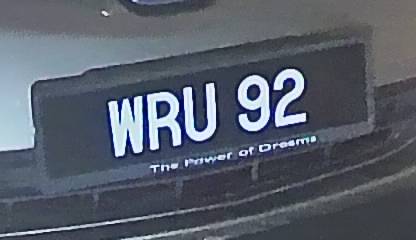 WRU 92
The Power of Dreams